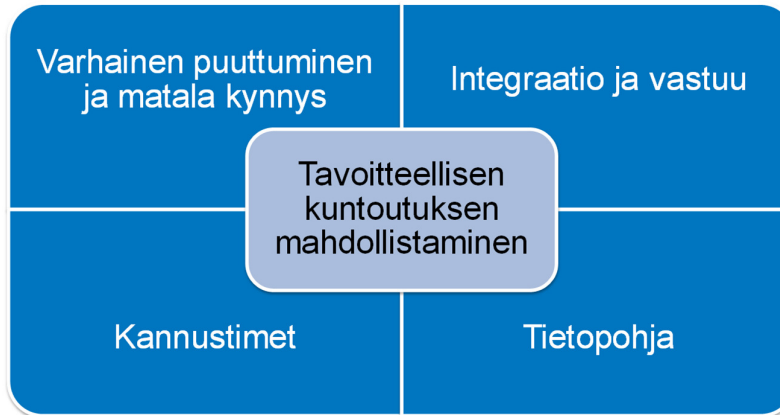 Varhainen puuttuminen
ja matala kynnys
Integraatio ja vastuu
Tavoitteellisen
kuntoutuksen
mahdollistaminen
Kannustimet
Tietopohja